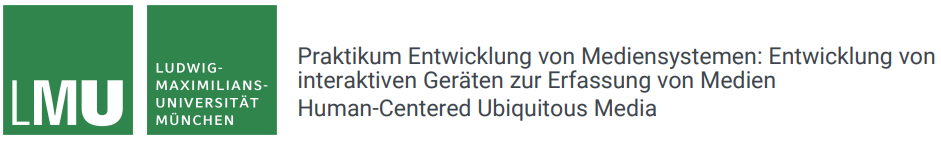 LMU
LUDWIG-
MAXIMILIANS-
UNIVERSITÄT
MÜNCHEN
Praktikum Entwicklung von Mediensystemen: Entwicklung von
interaktiven Geräten zur Erfassung von Medien
Human-Centered Ubiquitous Media